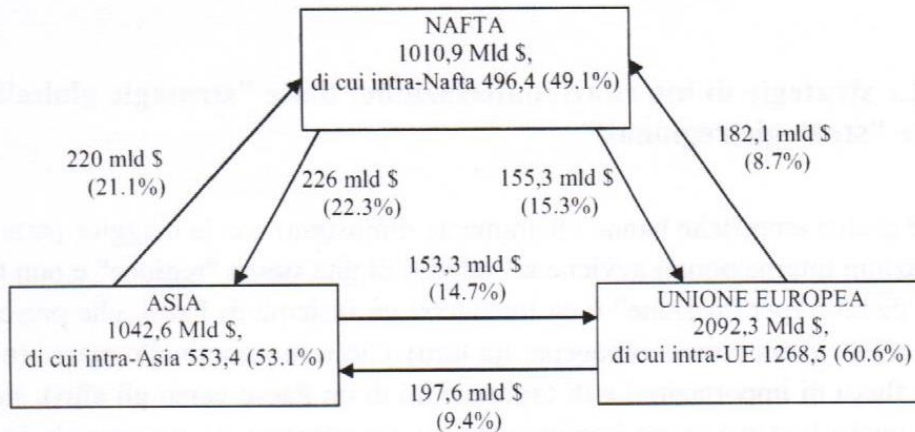 NAFTA
1010,9 Mld $,
di cui intra-Nafta 496,4 (49.1%)
220 mld $
(21.1%)
226 mld $
(22.3%)
155,3 mld $
(15.3%)
182,1 mld $
(8.7%)
153,3 mld $
(14.7%)
ASIA
1042,6 Mld $,
di cui intra-Asia 553,4 (53.1%)
UNIONE EUROPEA
2092,3 Mld $,
di cui intra-UE 1268,5 (60.6%)
197,6 mld $
(9.4%)